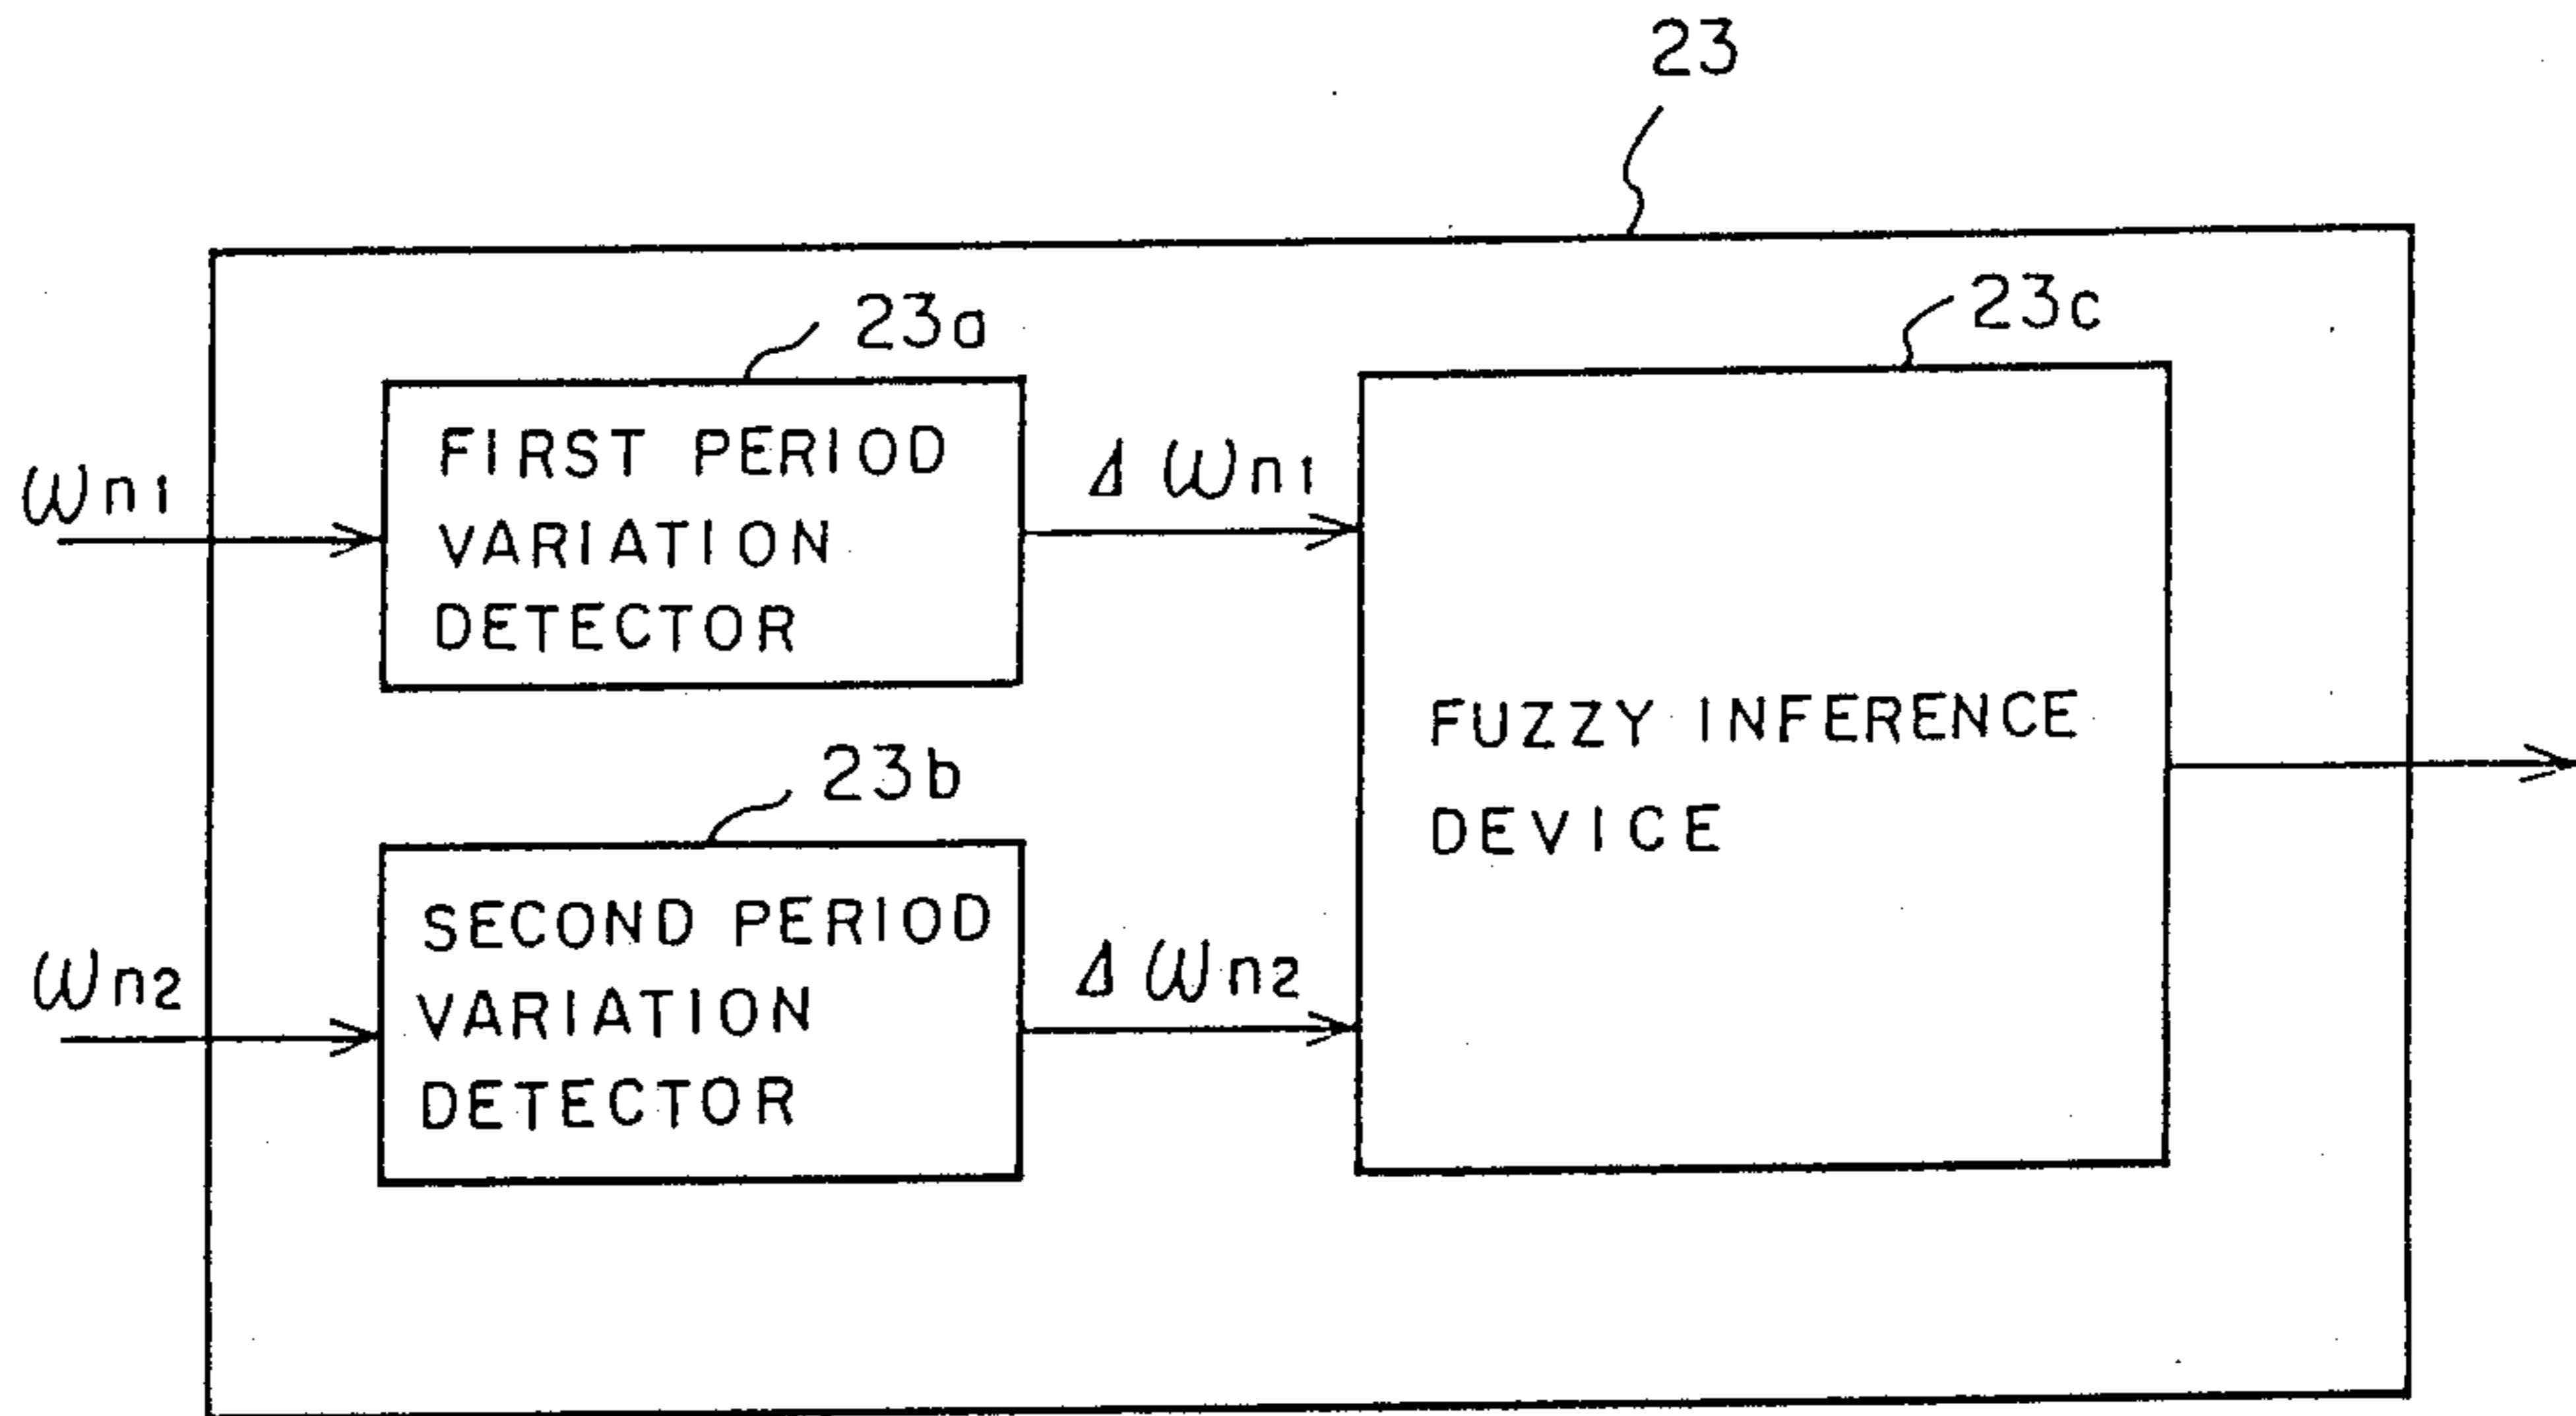 23
23a
23c
FIRST PERIOD
VARIATION
DETECTOR
ωn1
Δωn1
FUZZY INFERENCE
DEVICE
23b
SECOND PERIOD
VARIATION
DETECTOR
ωn2
Δωn2